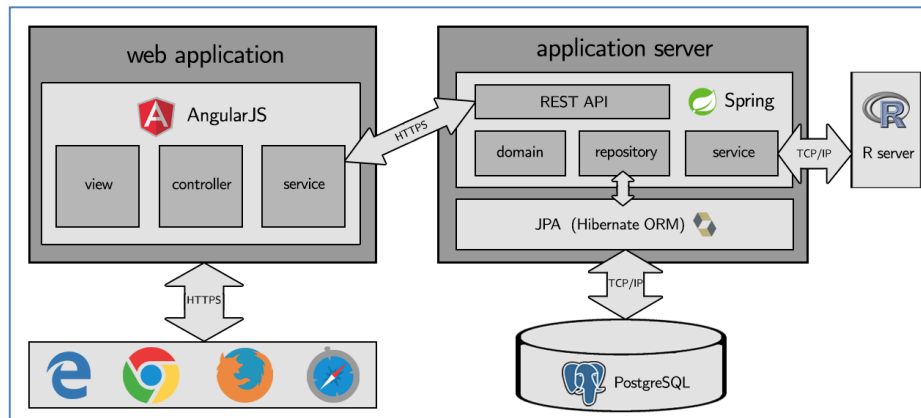 web application
AngularJS
view
controller
service
HTTPS
HTTPS
application server
REST API
Spring
domain
repository
service
JPA (Hibernate ORM)
TCP/IP
R
R server
TCP/IP
PostgreSQL